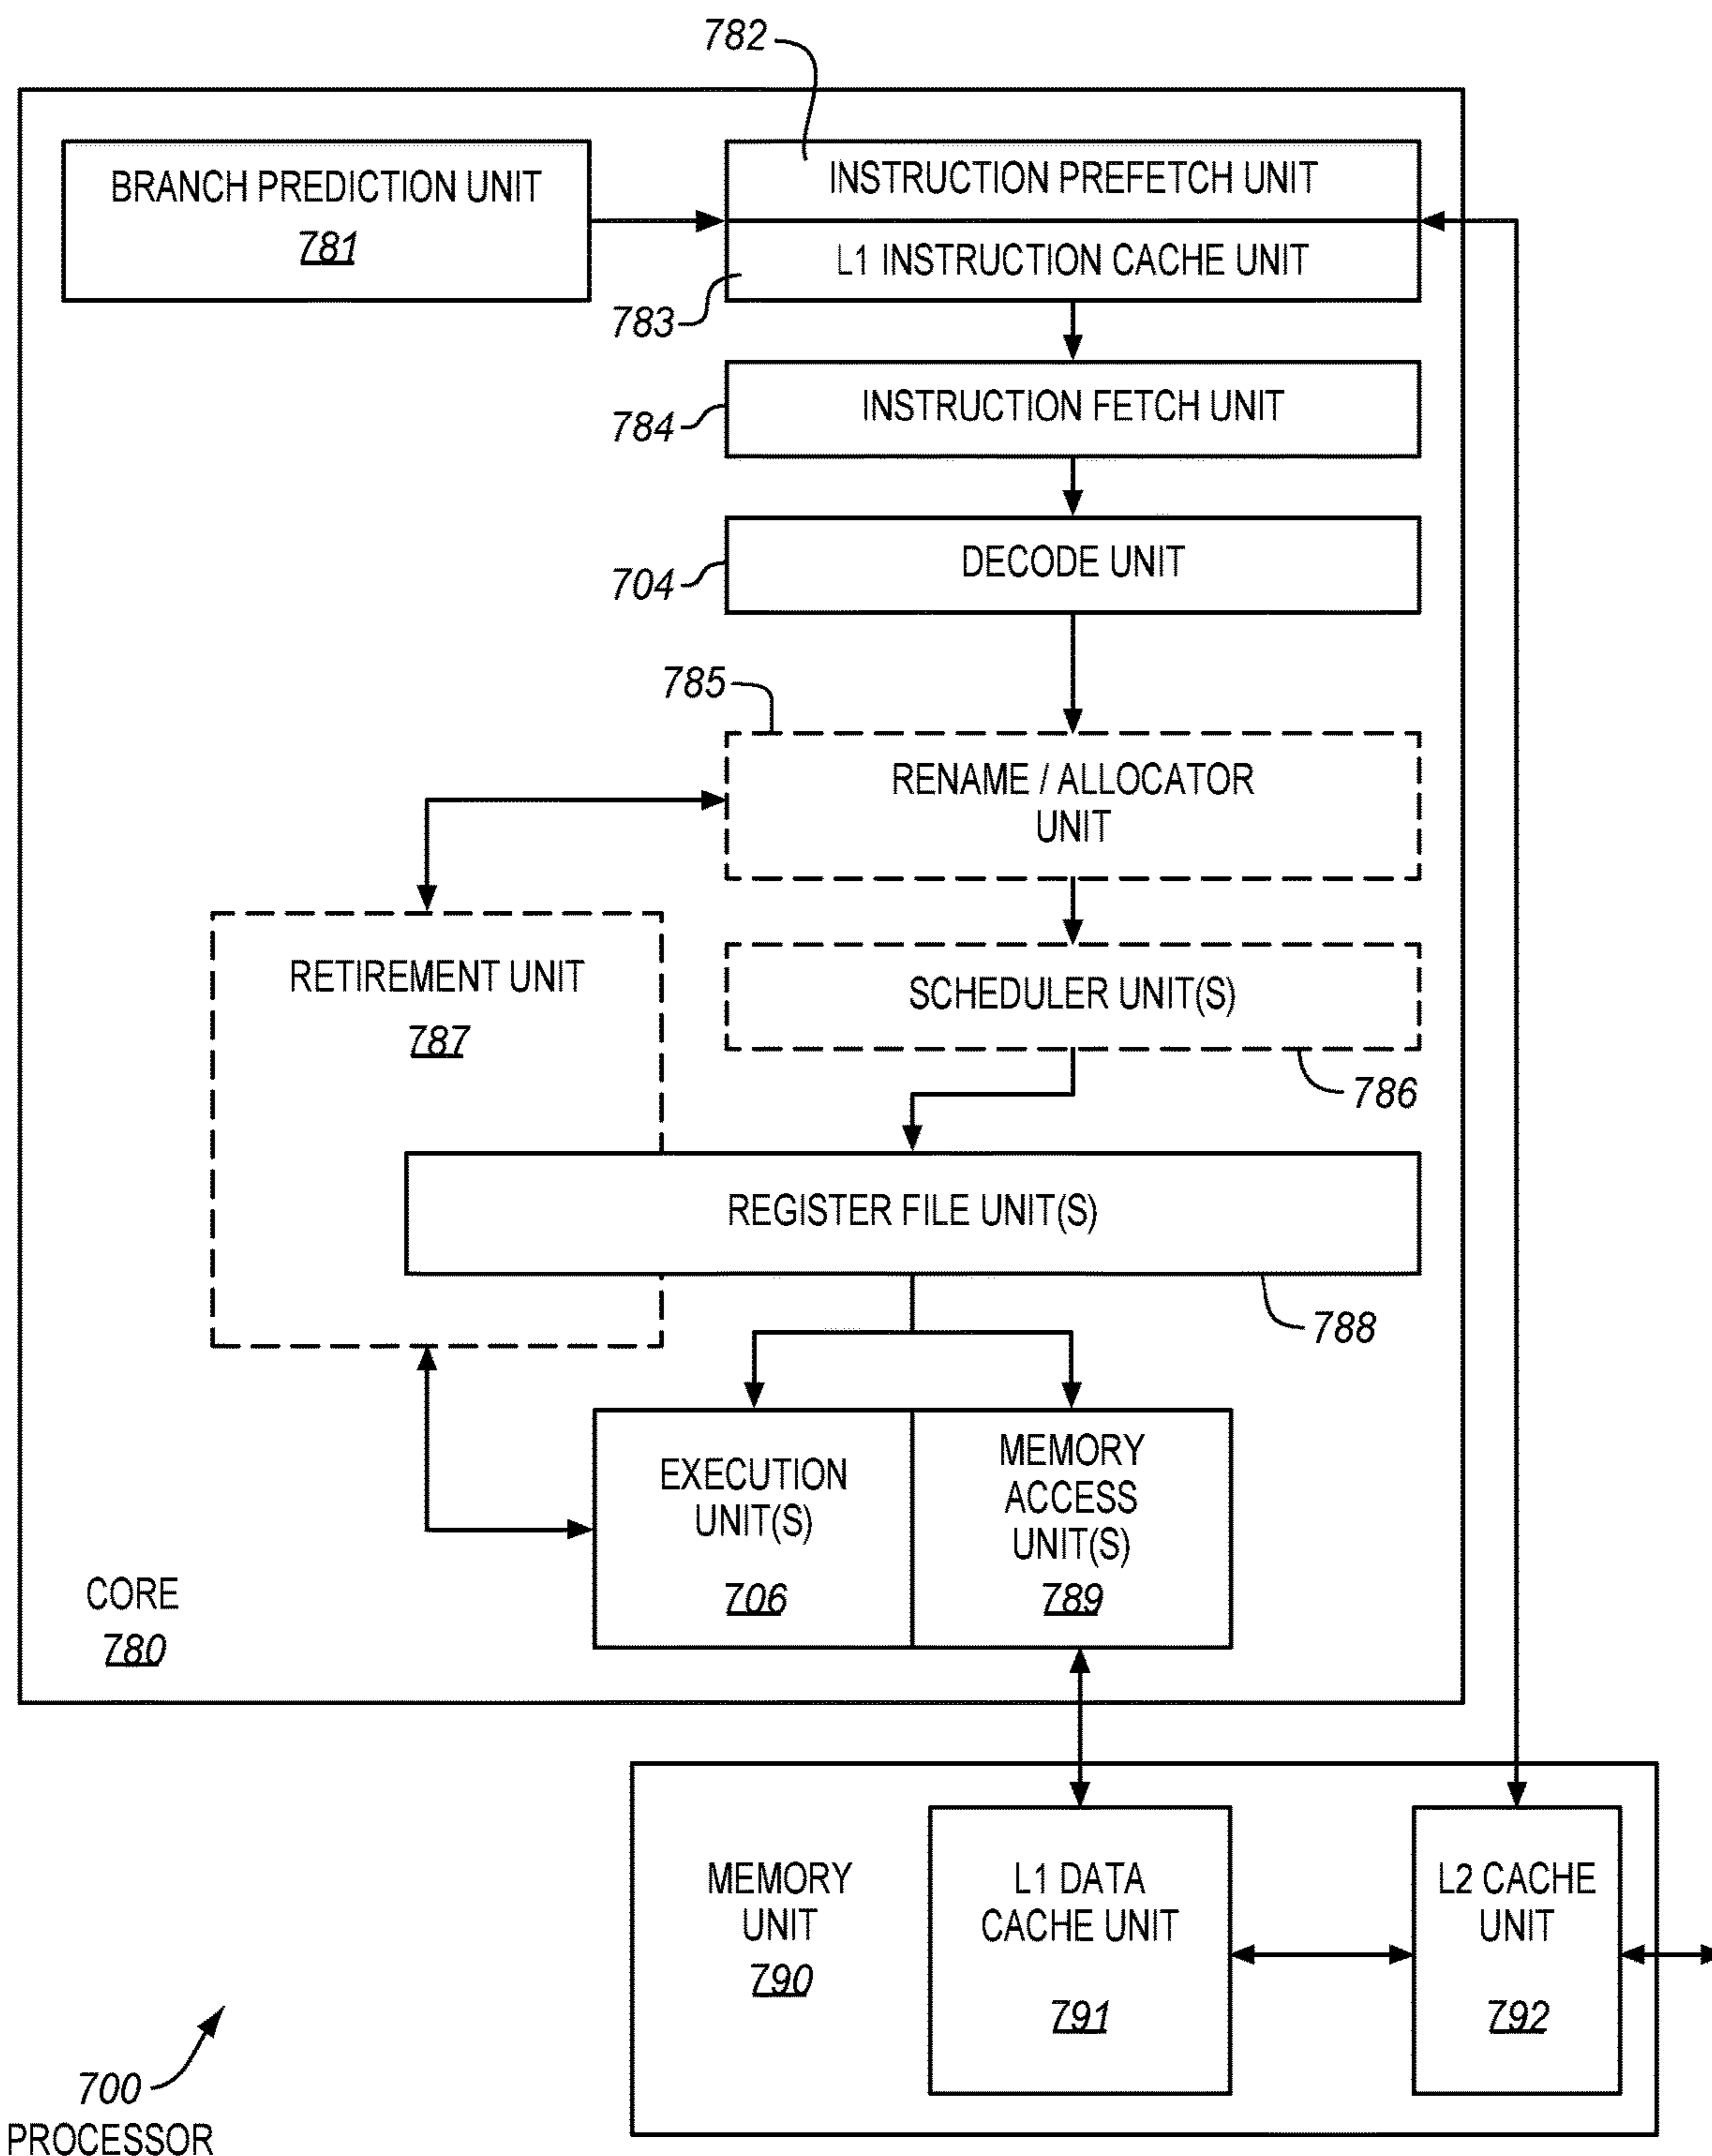 782
BRANCH PREDICTION UNIT
781
INSTRUCTION PREFETCH UNIT
L1 INSTRUCTION CACHE UNIT
783
INSTRUCTION FETCH UNIT
784
DECODE UNIT
704
785
RENAME / ALLOCATOR
UNIT
RETIREMENT UNIT
787
SCHEDULER UNIT(S)
786
REGISTER FILE UNIT(S)
788
EXECUTION
UNIT(S)
706
MEMORY
ACCESS
UNIT(S)
789
CORE
780
MEMORY
UNIT
790
L1 DATA
CACHE UNIT
791
L2 CACHE
UNIT
792
700
PROCESSOR